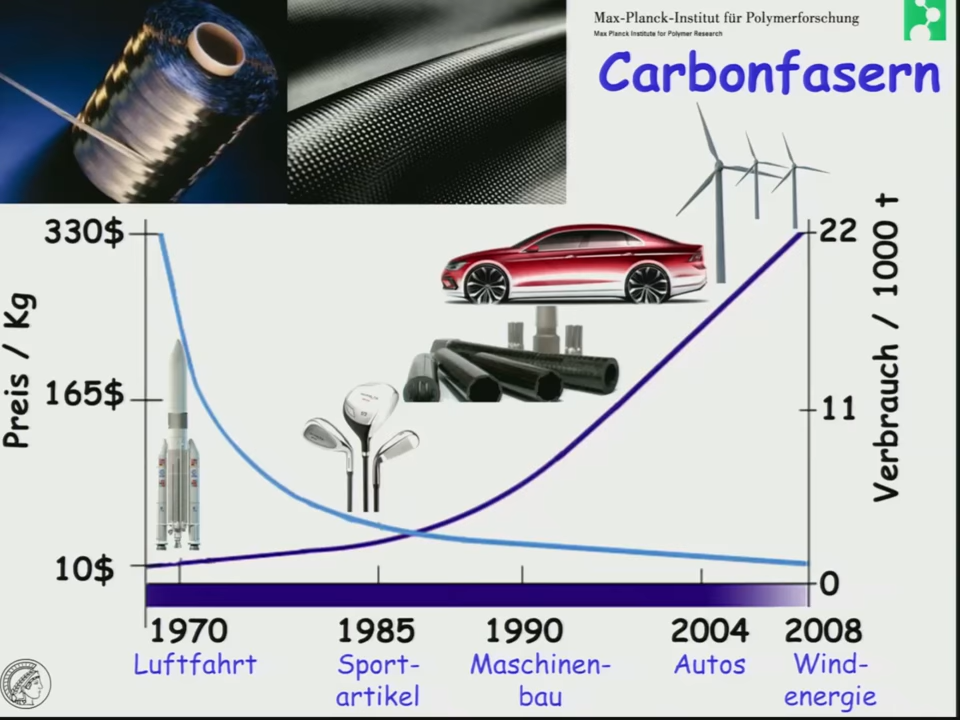 Max-Planck-Institut für Polymerforschung
Max Planck Institute for Polymer Research
Carbonfasern
330$
165$
10$
Preis / Kg
22
11
0
Verbrauch / 1000 t
1970
1985
1990
2004
2008
Luftfahrt
Sport-
artikel
Maschinen-
bau
Autos
Wind-
energie